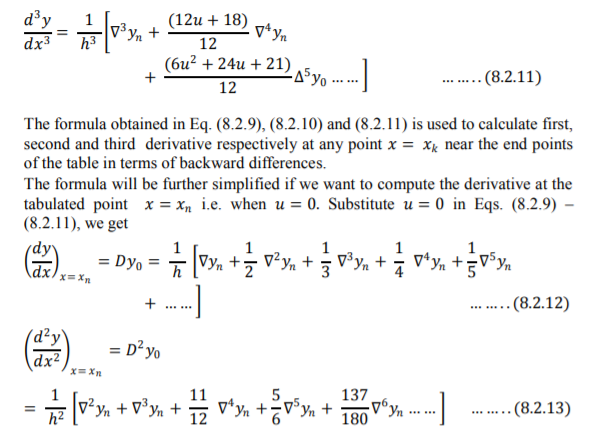 d³y/dx³ = 1/h³ [∇³yₙ + (12u + 18)/12 ∇⁴yₙ
+ (6u² + 24u + 21)/12 Δ⁵y₀ ……] ……..(8.2.11)
The formula obtained in Eq. (8.2.9), (8.2.10) and (8.2.11) is used to calculate first,
second and third derivative respectively at any point x = xₖ near the end points
of the table in terms of backward differences.
The formula will be further simplified if we want to compute the derivative at the
tabulated point x = xₙ i.e. when u = 0. Substitute u = 0 in Eqs. (8.2.9) –
(8.2.11), we get
(dy/dx)ₓ₌ₓₙ = Dy₀ = 1/h [∇yₙ + 1/2 ∇²yₙ + 1/3 ∇³yₙ + 1/4 ∇⁴yₙ + 1/5 ∇⁵yₙ
+ ……] ……..(8.2.12)
(d²y/dx²)ₓ₌ₓₙ = D²y₀
= 1/h² [∇²yₙ + ∇³yₙ + 11/12 ∇⁴yₙ + 5/6 ∇⁵yₙ + 137/180 ∇⁶yₙ ……] ……..(8.2.13)